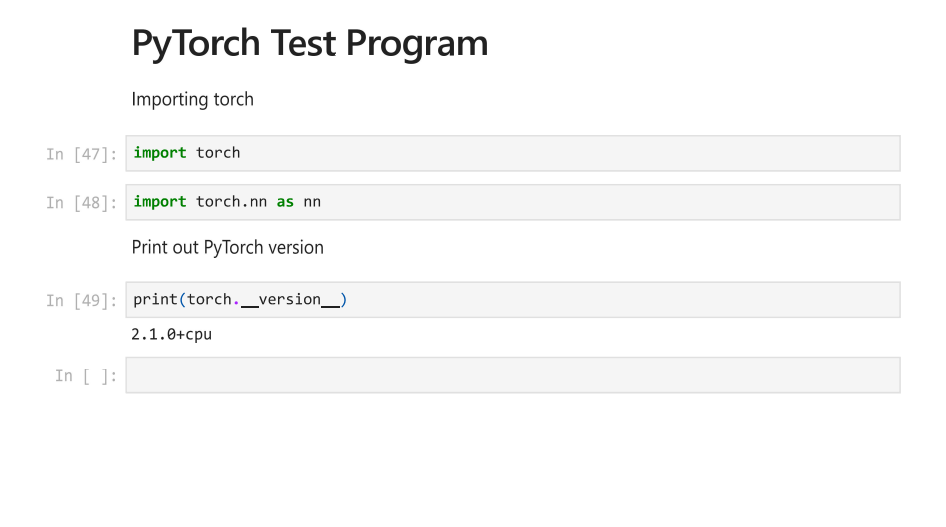 PyTorch Test Program
Importing torch
In [47]: import torch
In [48]: import torch.nn as nn
Print out PyTorch version
In [49]: print(torch.__version__)
2.1.0+cpu
In [ ]: